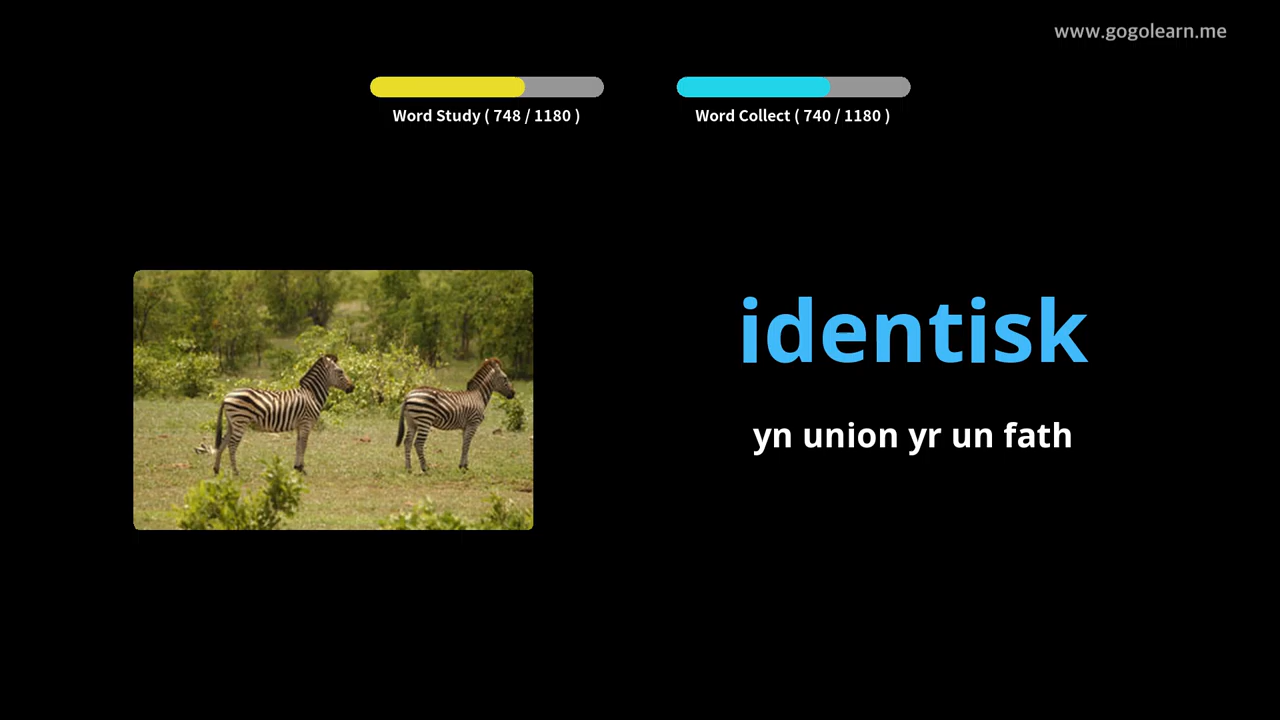 www.gogolearn.me
Word Study ( 748 / 1180 )
Word Collect ( 740 / 1180 )
identisk
yn union yr un fath